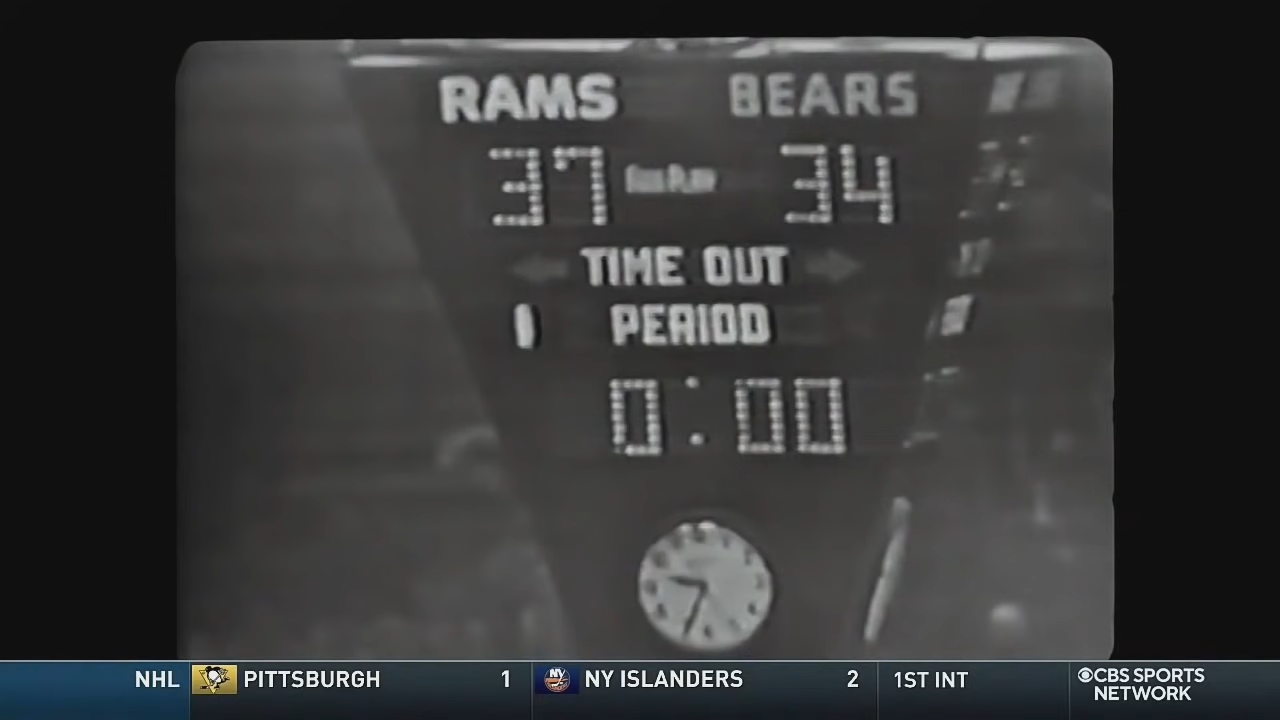 RAMS BEARS
37 34
TIME OUT
1 PERIOD
0:00
NHL PITTSBURGH 1 NY ISLANDERS 2 1ST INT CBS SPORTS NETWORK